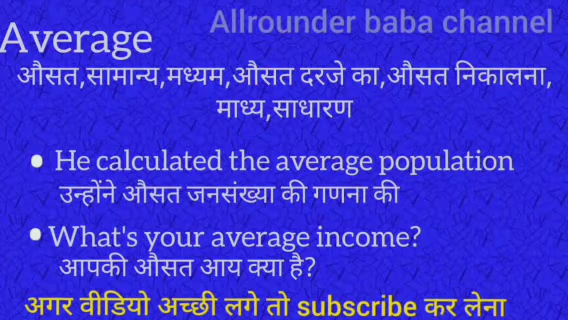 Allrounder baba channel
Average
औसत,सामान्य,मध्यम,औसत दरजे का,औसत निकालना,
माध्य,साधारण
He calculated the average population
उन्होंने औसत जनसंख्या की गणना की
What's your average income?
आपकी औसत आय क्या है?
अगर वीडियो अच्छी लगे तो subscribe कर लेना